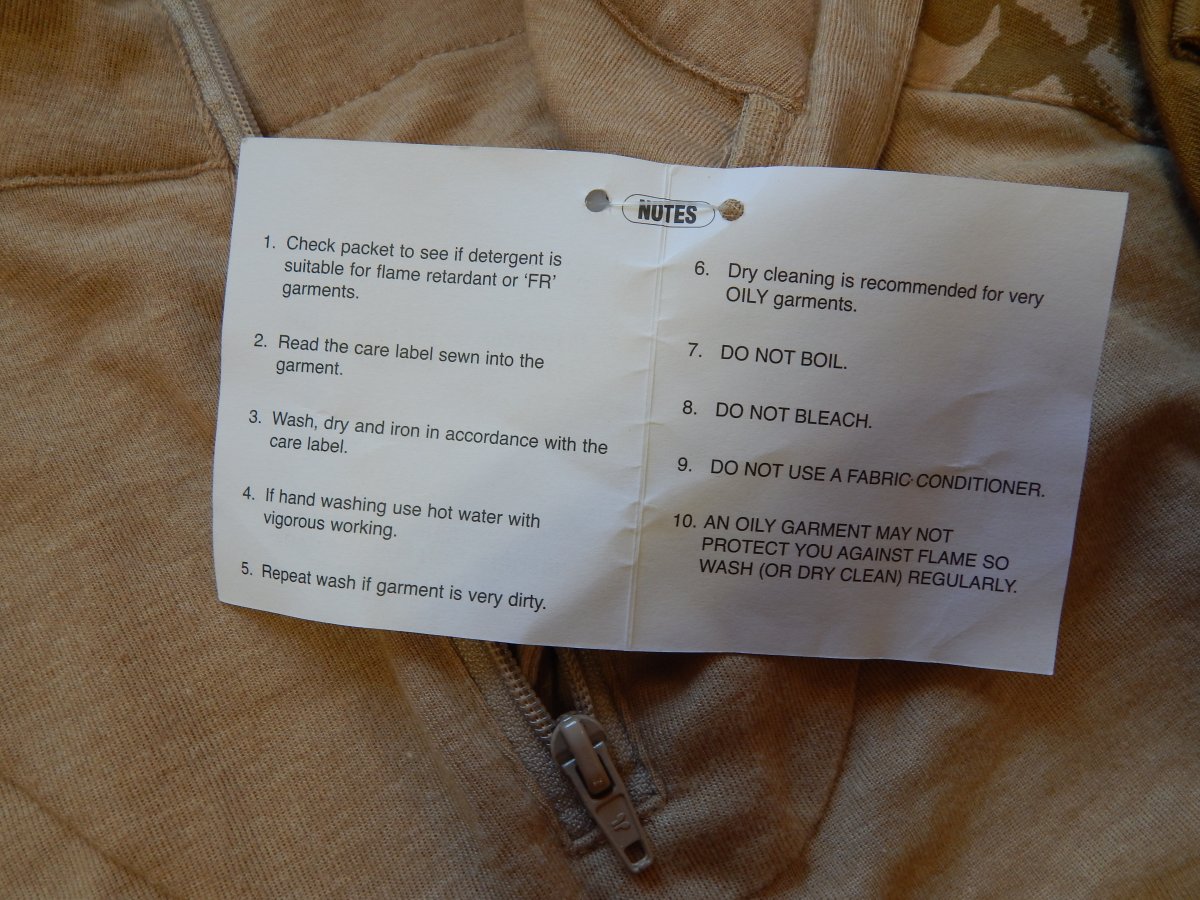 NOTES
1. Check packet to see if detergent is
suitable for flame retardant or ‘FR’
garments.
2. Read the care label sewn into the
garment.
3. Wash, dry and iron in accordance with the
care label.
4. If hand washing use hot water with
vigorous working.
5. Repeat wash if garment is very dirty.
6. Dry cleaning is recommended for very
OILY garments.
7. DO NOT BOIL.
8. DO NOT BLEACH.
9. DO NOT USE A FABRIC CONDITIONER.
10. AN OILY GARMENT MAY NOT
PROTECT YOU AGAINST FLAME SO
WASH (OR DRY CLEAN) REGULARLY.